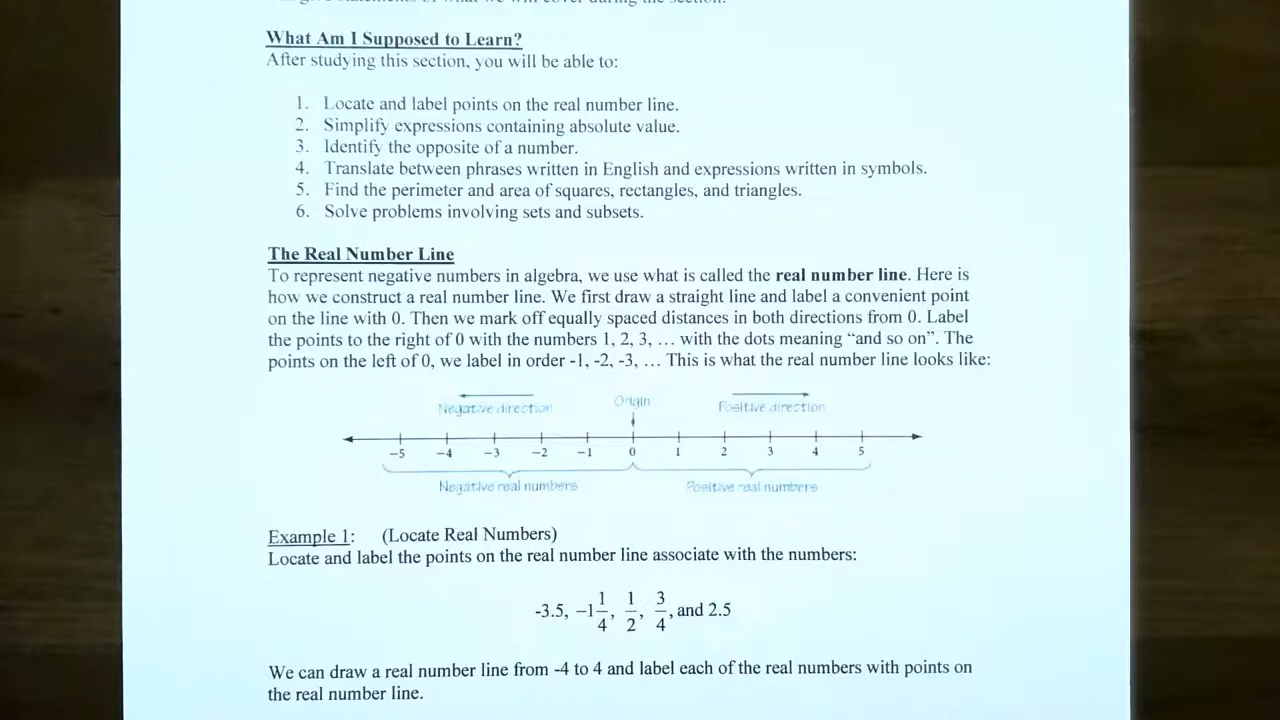 What Am I Supposed to Learn?
After studying this section, you will be able to:
1. Locate and label points on the real number line.
2. Simplify expressions containing absolute value.
3. Identify the opposite of a number.
4. Translate between phrases written in English and expressions written in symbols.
5. Find the perimeter and area of squares, rectangles, and triangles.
6. Solve problems involving sets and subsets.
The Real Number Line
To represent negative numbers in algebra, we use what is called the real number line. Here is
how we construct a real number line. We first draw a straight line and label a convenient point
on the line with 0. Then we mark off equally spaced distances in both directions from 0. Label
the points to the right of 0 with the numbers 1, 2, 3, … with the dots meaning “and so on”. The
points on the left of 0, we label in order -1, -2, -3, … This is what the real number line looks like:
Negative direction Origin Positive direction
−5 −4 −3 −2 −1 0 1 2 3 4 5
Negative real numbers Positive real numbers
Example 1: (Locate Real Numbers)
Locate and label the points on the real number line associate with the numbers:
-3.5, −1 1/4, 1/2, 3/4, and 2.5
We can draw a real number line from -4 to 4 and label each of the real numbers with points on
the real number line.